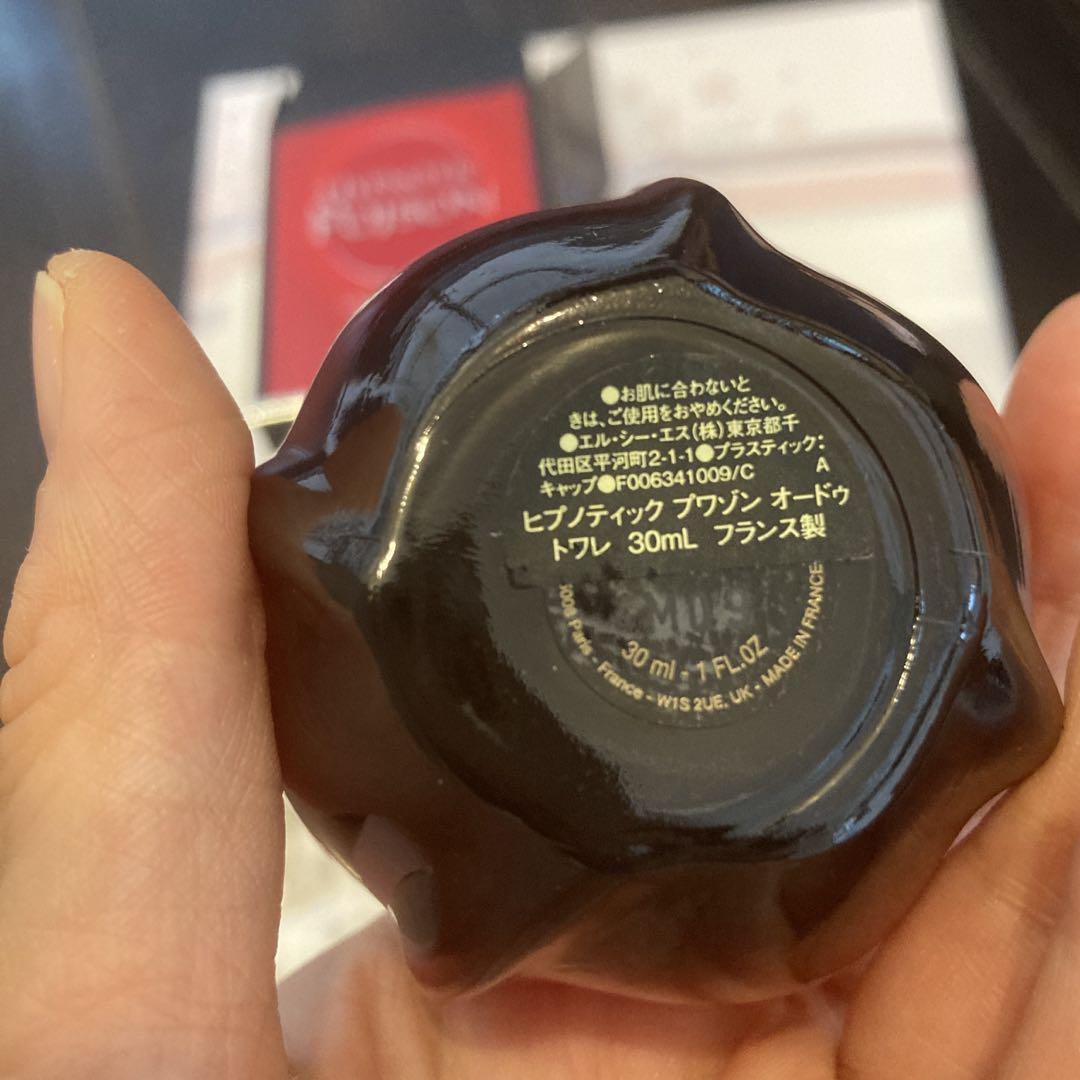 POISON
●お肌に合わないと
きは、ご使用をおやめください。
●エル・シー・エス(株)東京都千
代田区平河町2-1-1●プラスティック:
キャップ●F006341009/C A
ヒプノティック プワゾン オードゥ
トワレ 30mL フランス製
30 ml - 1 FL.OZ
Paris - France - W1S 2UE, UK • MADE IN FRANCE